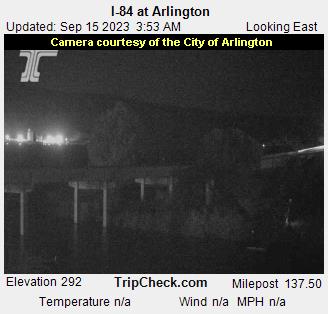 I-84 at Arlington
Updated: Sep 15 2023 3:53 AM Looking East
Camera courtesy of the City of Arlington
Elevation 292 TripCheck.com Milepost 137.50
Temperature n/a Wind n/a MPH n/a